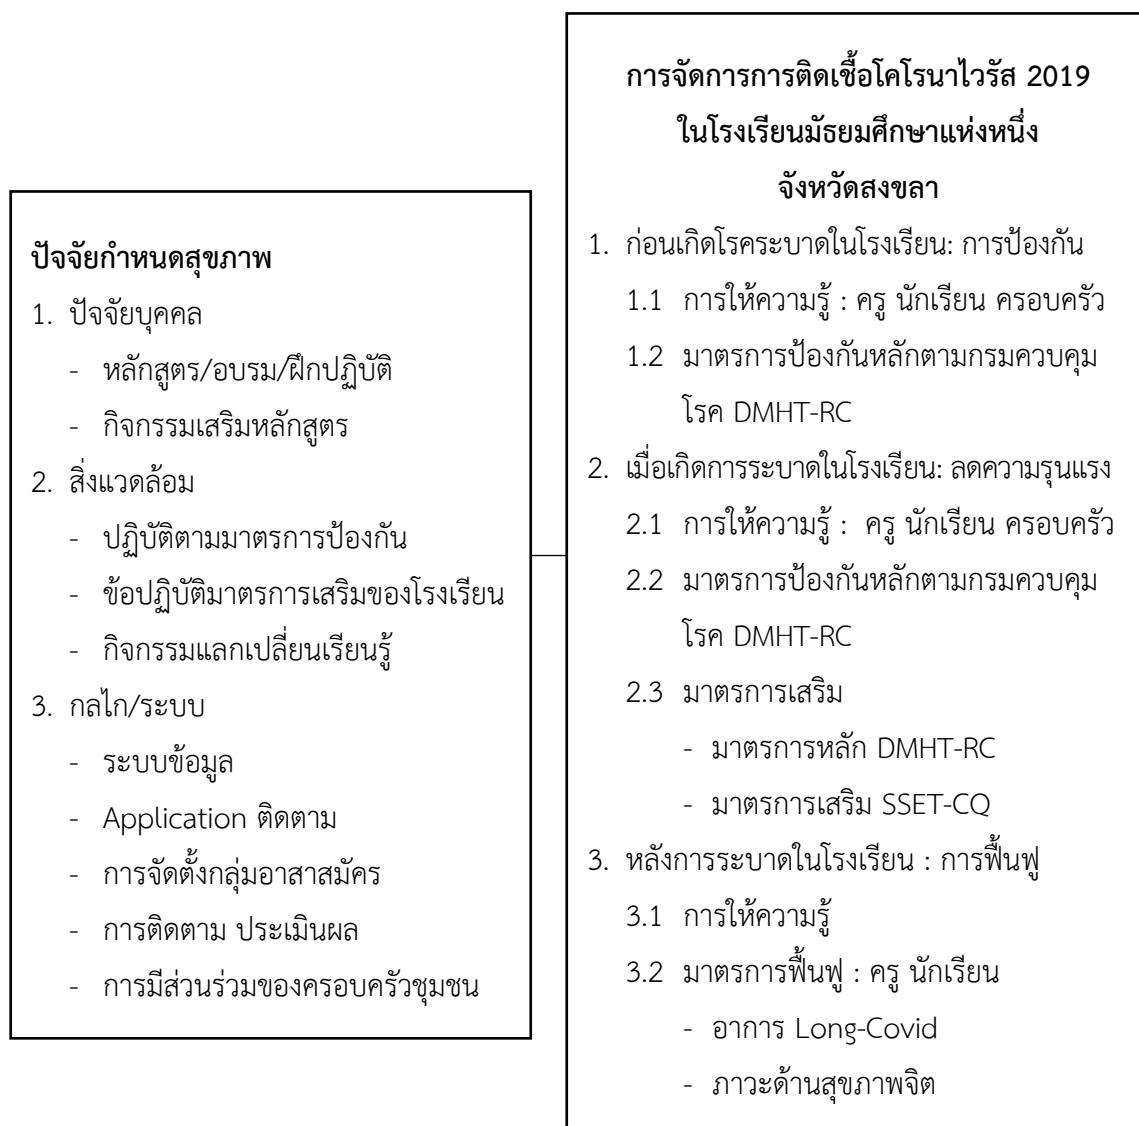 ปัจจัยกำหนดสุขภาพ
1. ปัจจัยบุคคล
- หลักสูตร/อบรม/ฝึกปฏิบัติ
- กิจกรรมเสริมหลักสูตร
2. สิ่งแวดล้อม
- ปฏิบัติตามมาตรการป้องกัน
- ข้อปฏิบัติมาตรการเสริมของโรงเรียน
- กิจกรรมแลกเปลี่ยนเรียนรู้
3. กลไก/ระบบ
- ระบบข้อมูล
- Application ติดตาม
- การจัดตั้งกลุ่มอาสาสมัคร
- การติดตาม ประเมินผล
- การมีส่วนร่วมของครอบครัวชุมชน
การจัดการการติดเชื้อโคโรนาไวรัส 2019
ในโรงเรียนมัธยมศึกษาแห่งหนึ่ง
จังหวัดสงขลา
1. ก่อนเกิดโรคระบาดในโรงเรียน: การป้องกัน
1.1 การให้ความรู้ : ครู นักเรียน ครอบครัว
1.2 มาตรการป้องกันหลักตามกรมควบคุม
โรค DMHT-RC
2. เมื่อเกิดการระบาดในโรงเรียน: ลดความรุนแรง
2.1 การให้ความรู้ : ครู นักเรียน ครอบครัว
2.2 มาตรการป้องกันหลักตามกรมควบคุม
โรค DMHT-RC
2.3 มาตรการเสริม
- มาตรการหลัก DMHT-RC
- มาตรการเสริม SSET-CQ
3. หลังการระบาดในโรงเรียน : การฟื้นฟู
3.1 การให้ความรู้
3.2 มาตรการฟื้นฟู : ครู นักเรียน
- อาการ Long-Covid
- ภาวะด้านสุขภาพจิต